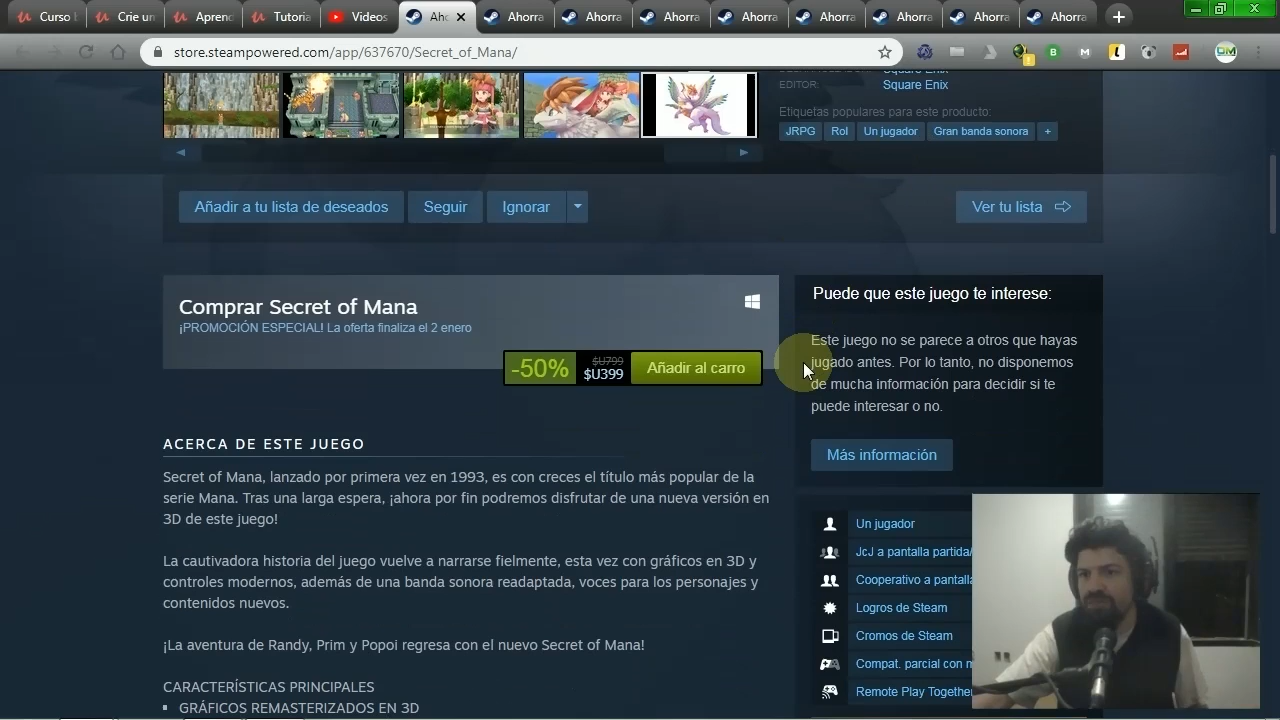 Curso
Crie un
Aprend
Tutoria
Videos
Aho
Ahorra
Ahorra
Ahorra
Ahorra
Ahorra
Ahorra
Ahorra
Ahorra
store.steampowered.com/app/637670/Secret_of_Mana/
Square Enix
EDITOR: Square Enix
Etiquetas populares para este producto:
JRPG Rol Un jugador Gran banda sonora +
Añadir a tu lista de deseados Seguir Ignorar Ver tu lista
Comprar Secret of Mana
¡PROMOCIÓN ESPECIAL! La oferta finaliza el 2 enero
-50% $U799 $U399 Añadir al carro
Puede que este juego te interese:
Este juego no se parece a otros que hayas
jugado antes. Por lo tanto, no disponemos
de mucha información para decidir si te
puede interesar o no.
Más información
ACERCA DE ESTE JUEGO
Secret of Mana, lanzado por primera vez en 1993, es con creces el título más popular de la
serie Mana. Tras una larga espera, ¡ahora por fin podremos disfrutar de una nueva versión en
3D de este juego!
La cautivadora historia del juego vuelve a narrarse fielmente, esta vez con gráficos en 3D y
controles modernos, además de una banda sonora readaptada, voces para los personajes y
contenidos nuevos.
¡La aventura de Randy, Prim y Popoi regresa con el nuevo Secret of Mana!
CARACTERÍSTICAS PRINCIPALES
▪ GRÁFICOS REMASTERIZADOS EN 3D
Un jugador
JcJ a pantalla partida/
Cooperativo a pantalla
Logros de Steam
Cromos de Steam
Compat. parcial con m
Remote Play Together